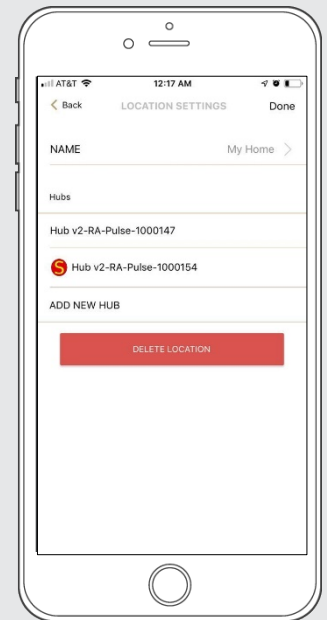 AT&T 12:17 AM
Back LOCATION SETTINGS Done
NAME My Home
Hubs
Hub v2-RA-Pulse-1000147
S Hub v2-RA-Pulse-1000154
ADD NEW HUB
DELETE LOCATION